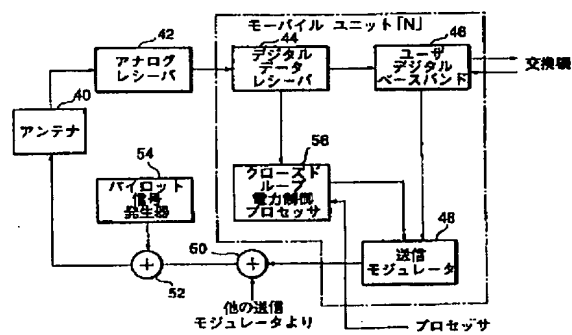 モーバイル ユニット「N」
42
アナログ
レシーバ
44
デジタル
データ
レシーバ
46
ユーザ
デジタル
ベースバンド
交換機
40
アンテナ
54
パイロット
信号
発生器
56
クローズド
ループ
電力制御
プロセッサ
48
送信
モジュレータ
60
52
他の送信
モジュレータより
プロセッサ